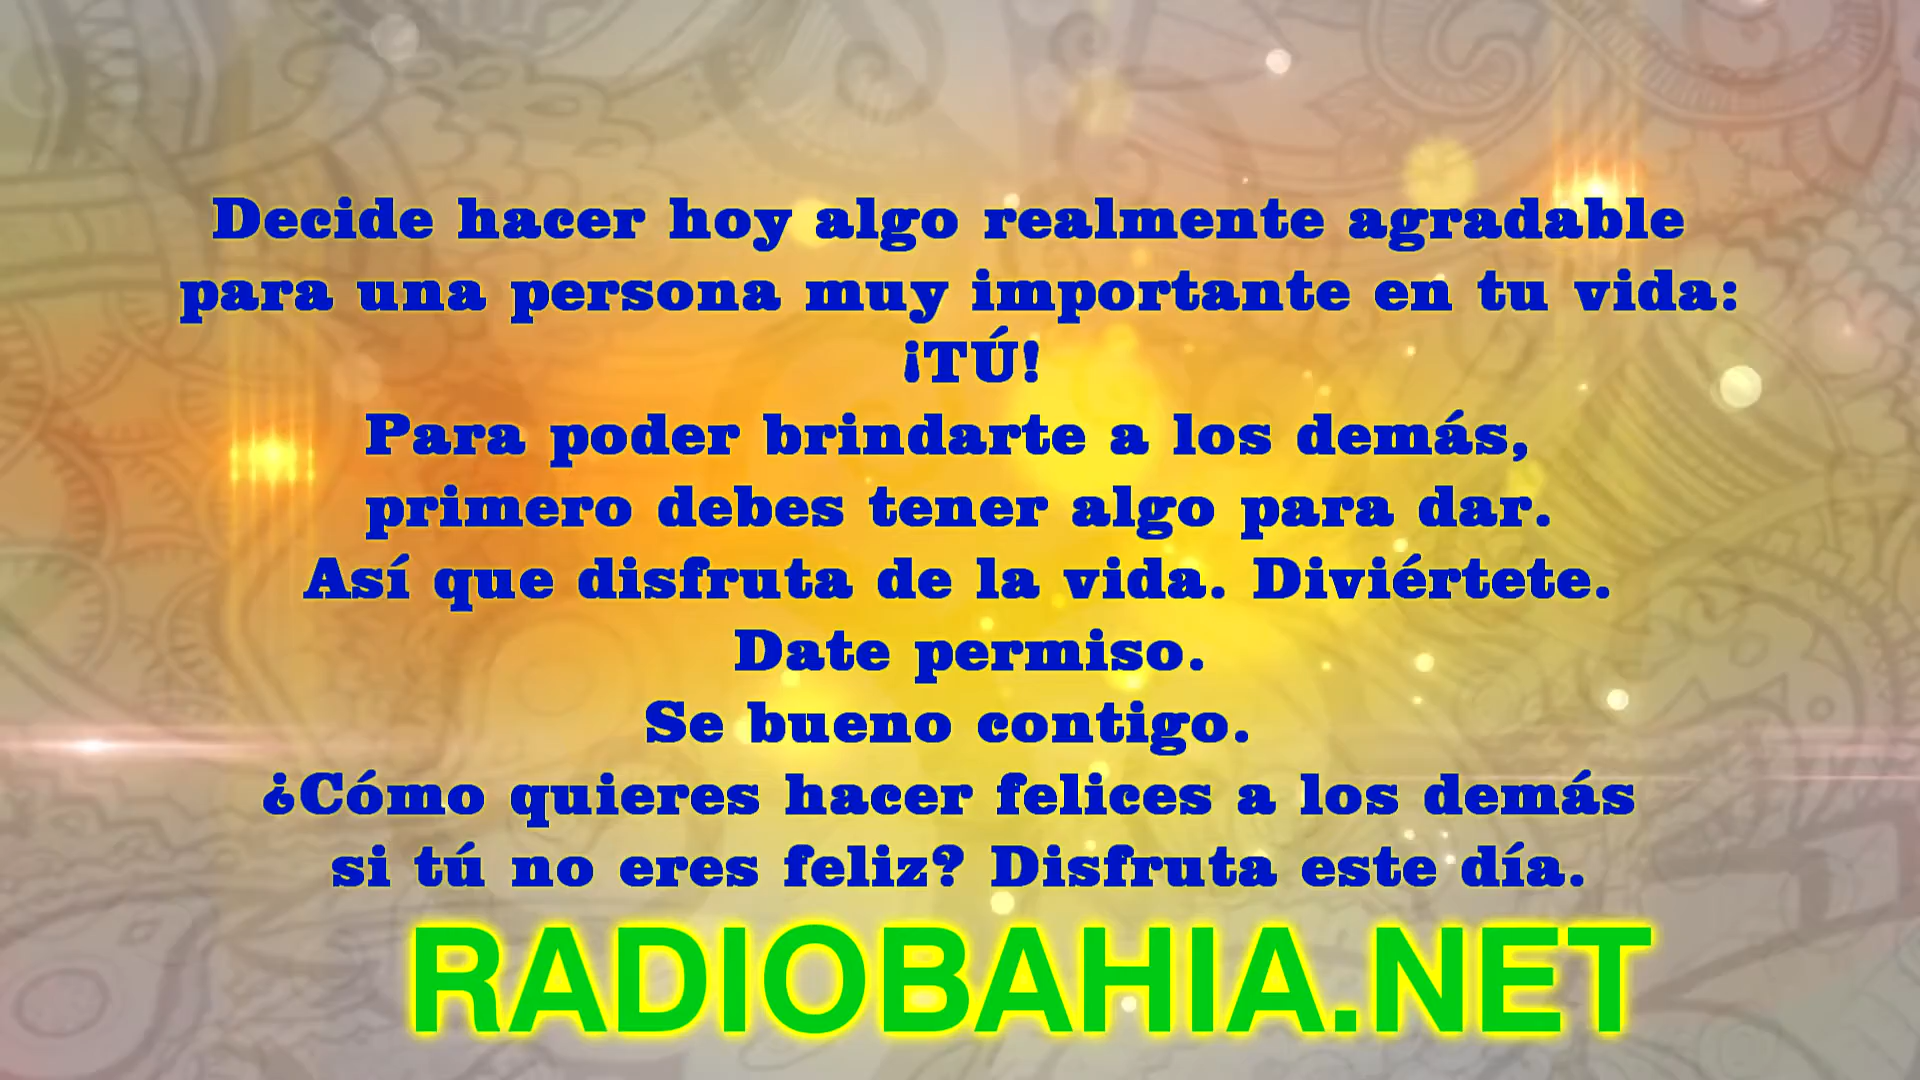 Decide hacer hoy algo realmente agradable
para una persona muy importante en tu vida:
¡TÚ!
Para poder brindarte a los demás,
primero debes tener algo para dar.
Así que disfruta de la vida. Diviértete.
Date permiso.
Se bueno contigo.
¿Cómo quieres hacer felices a los demás
si tú no eres feliz? Disfruta este día.
RADIOBAHIA.NET